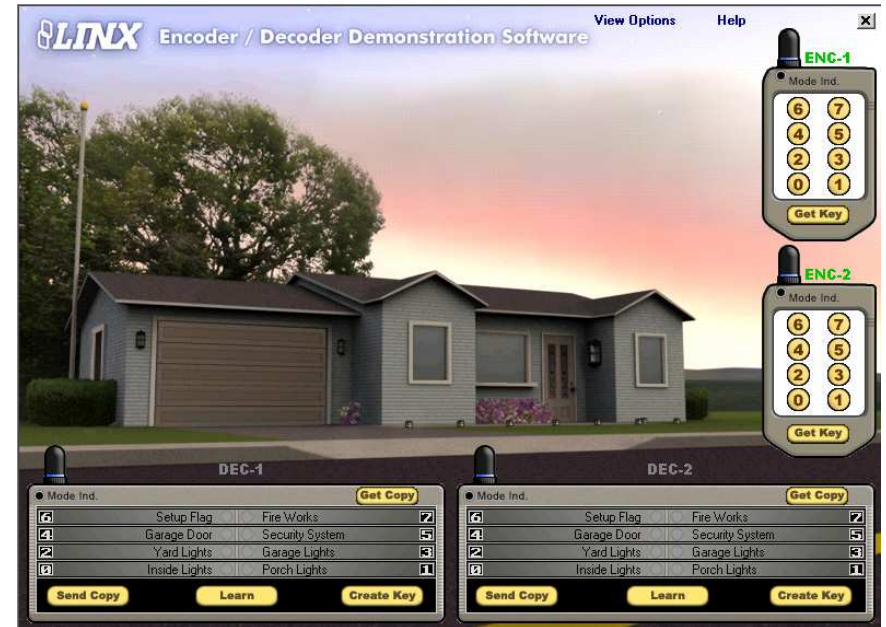 LINX Encoder / Decoder Demonstration Software
View Options Help X
ENC-1
Mode Ind.
6 7
4 5
2 3
0 1
Get Key
ENC-2
Mode Ind.
6 7
4 5
2 3
0 1
Get Key
DEC-1
Mode Ind. Get Copy
6 Setup Flag Fire Works 7
4 Garage Door Security System 5
2 Yard Lights Garage Lights 3
0 Inside Lights Porch Lights 1
Send Copy Learn Create Key
DEC-2
Mode Ind. Get Copy
6 Setup Flag Fire Works 7
4 Garage Door Security System 5
2 Yard Lights Garage Lights 3
0 Inside Lights Porch Lights 1
Send Copy Learn Create Key